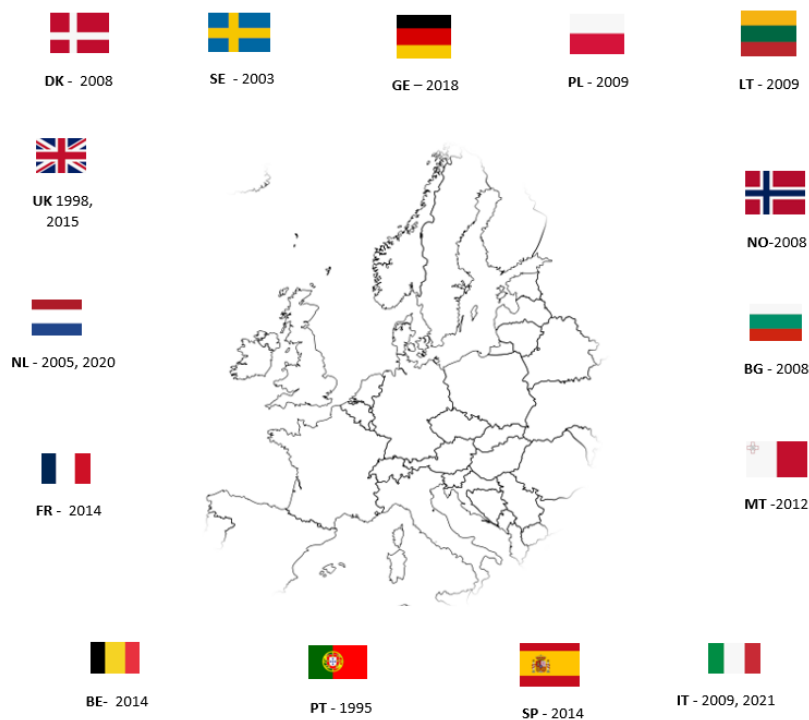 DK - 2008
SE - 2003
GE – 2018
PL - 2009
LT - 2009
UK 1998,
2015
NO-2008
NL - 2005, 2020
BG - 2008
FR - 2014
MT -2012
BE- 2014
PT - 1995
SP - 2014
IT - 2009, 2021